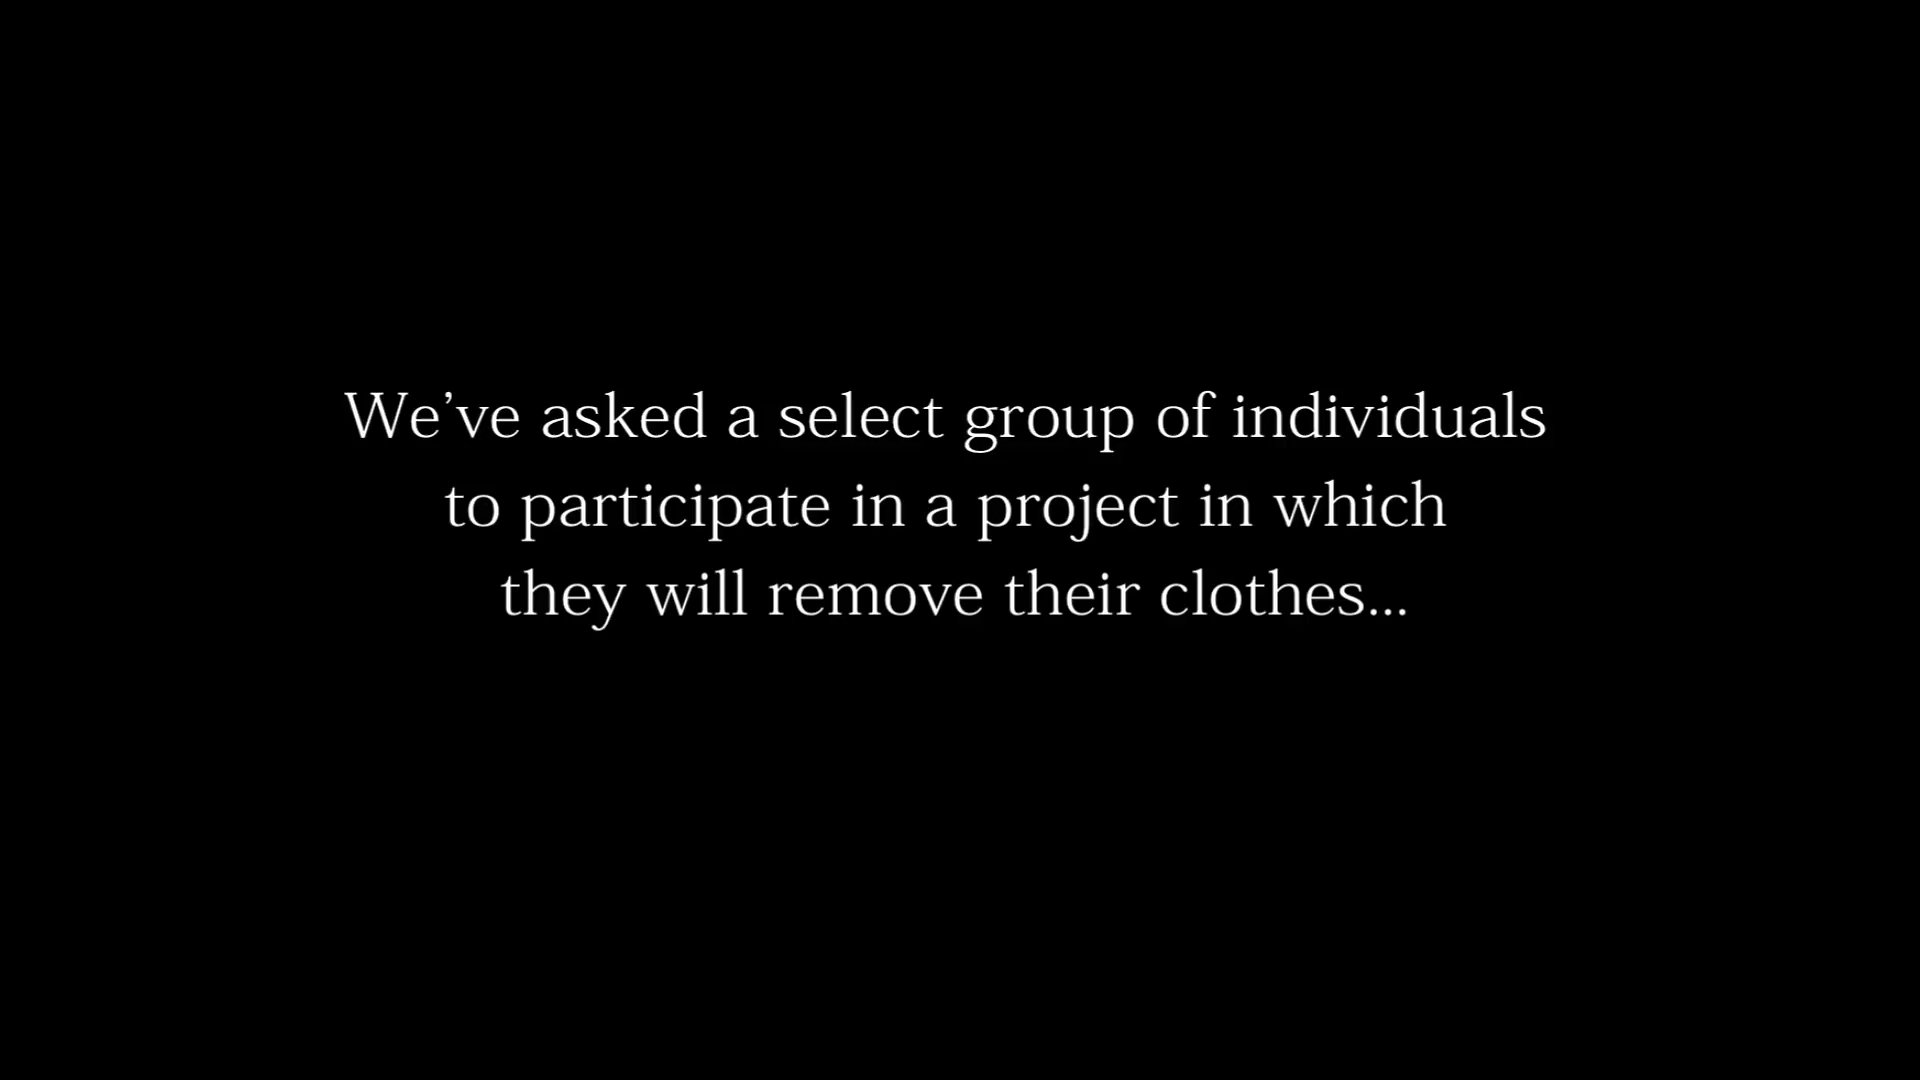 We’ve asked a select group of individuals
to participate in a project in which
they will remove their clothes...